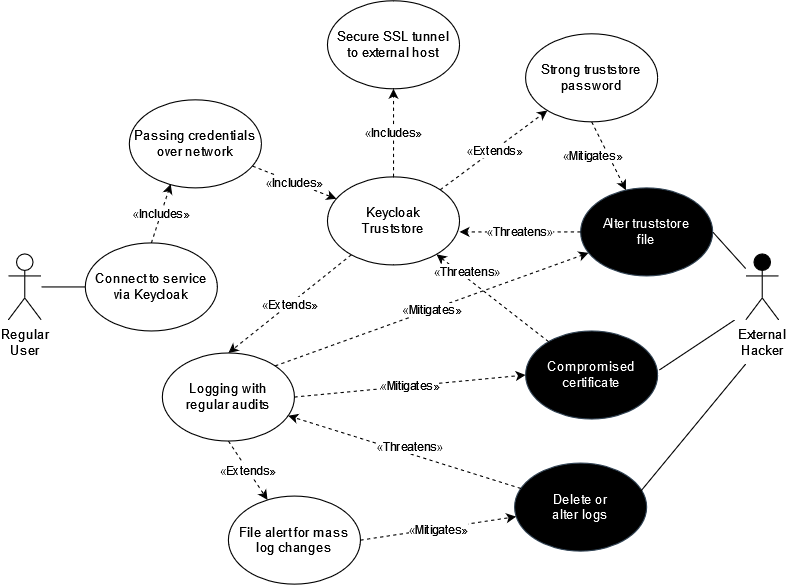 Secure SSL tunnel
to external host
Strong truststore
password
Passing credentials
over network
«Includes»
«Extends»
«Mitigates»
«Includes»
«Includes»
Keycloak
Truststore
Alter truststore
file
«Threatens»
«Threatens»
Connect to service
via Keycloak
«Extends»
«Mitigates»
Regular
User
External
Hacker
Logging with
regular audits
«Mitigates»
Compromised
certificate
«Threatens»
«Extends»
Delete or
alter logs
File alert for mass
log changes
«Mitigates»